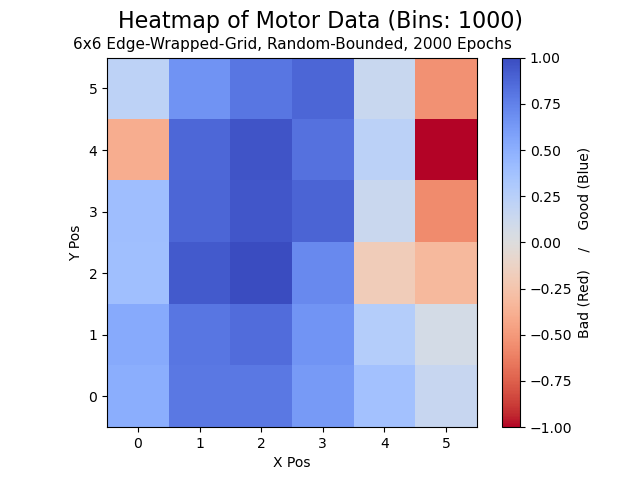 Heatmap of Motor Data (Bins: 1000)
6x6 Edge-Wrapped-Grid, Random-Bounded, 2000 Epochs
5
4
3
2
1
0
Y Pos
0 1 2 3 4 5
X Pos
1.00
0.75
0.50
0.25
0.00
−0.25
−0.50
−0.75
−1.00
Bad (Red) / Good (Blue)